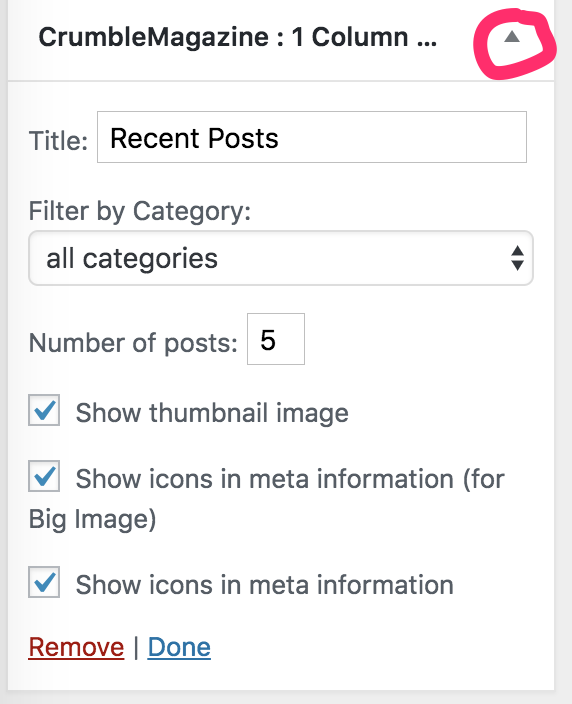 CrumbleMagazine : 1 Column ...
Title: Recent Posts
Filter by Category:
all categories
Number of posts: 5
Show thumbnail image
Show icons in meta information (for
Big Image)
Show icons in meta information
Remove | Done